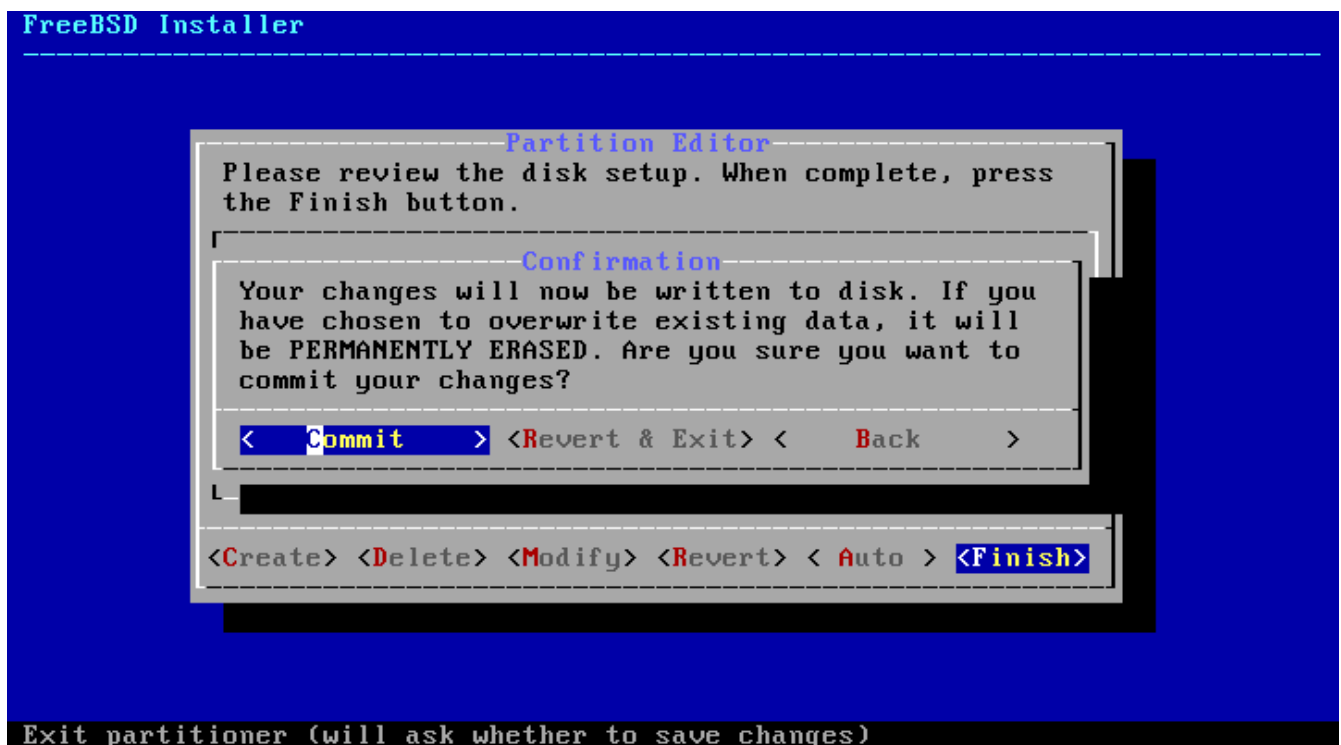 FreeBSD Installer
Partition Editor
Please review the disk setup. When complete, press
the Finish button.
Confirmation
Your changes will now be written to disk. If you
have chosen to overwrite existing data, it will
be PERMANENTLY ERASED. Are you sure you want to
commit your changes?
< Commit > <Revert & Exit> < Back >
<Create> <Delete> <Modify> <Revert> < Auto > <Finish>
Exit partitioner (will ask whether to save changes)